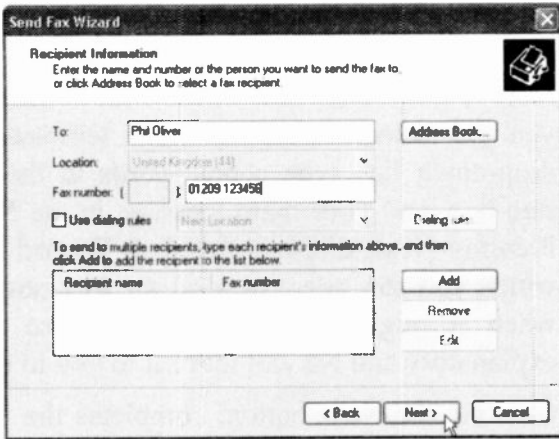 Send Fax Wizard
Recipient Information
Enter the name and number or the person you want to send the fax to,
or click Address Book to select a fax recipient.
To: Phil Oliver Address Book...
Location: United Kingdom (44)
Fax number: ( ) 01209 123456
Use dialing rules New Location Dialing rules
To send to multiple recipients, type each recipient's information above, and then
click Add to add the recipient to the list below.
Recipient name Fax number Add
Remove
Edit
< Back Next > Cancel